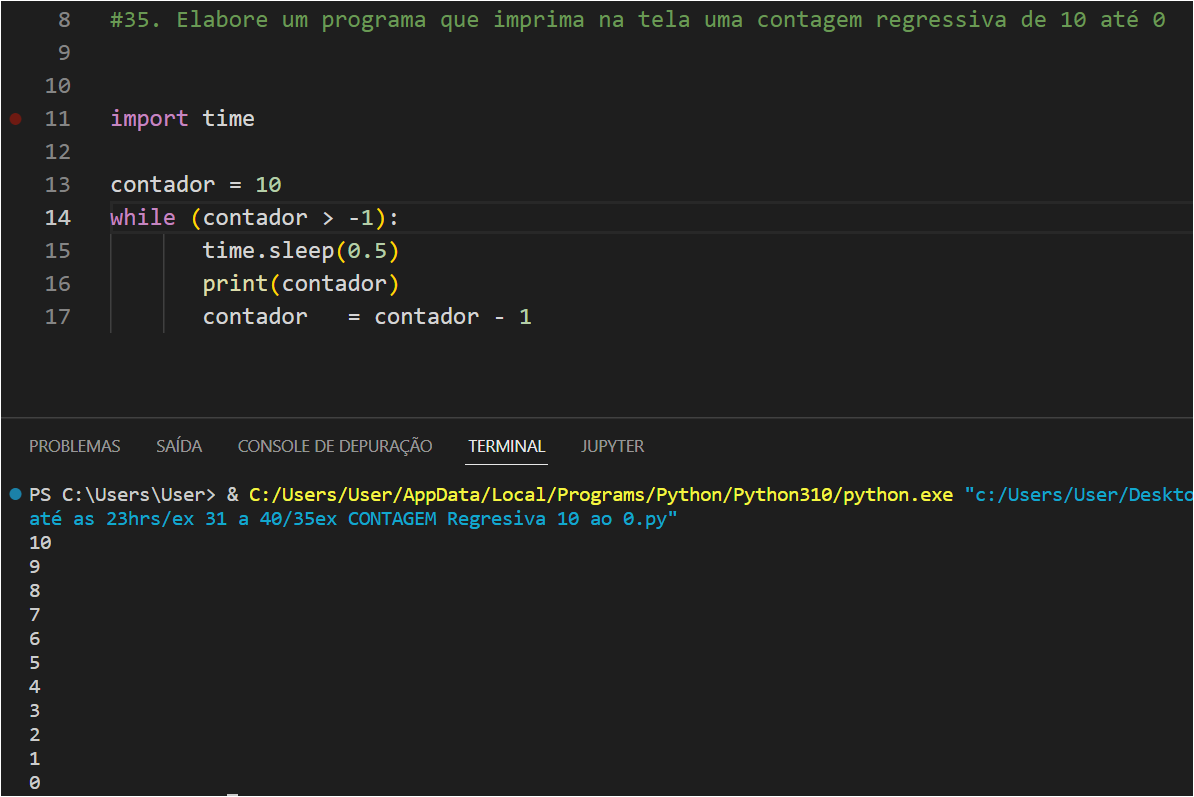 8 #35. Elabore um programa que imprima na tela uma contagem regressiva de 10 até 0
9
10
11 import time
12
13 contador = 10
14 while (contador > -1):
15 time.sleep(0.5)
16 print(contador)
17 contador   = contador - 1
PROBLEMAS SAÍDA CONSOLE DE DEPURAÇÃO TERMINAL JUPYTER
PS C:\Users\User> & C:/Users/User/AppData/Local/Programs/Python/Python310/python.exe "c:/Users/User/Deskto
até as 23hrs/ex 31 a 40/35ex CONTAGEM Regresiva 10 ao 0.py"
10
9
8
7
6
5
4
3
2
1
0